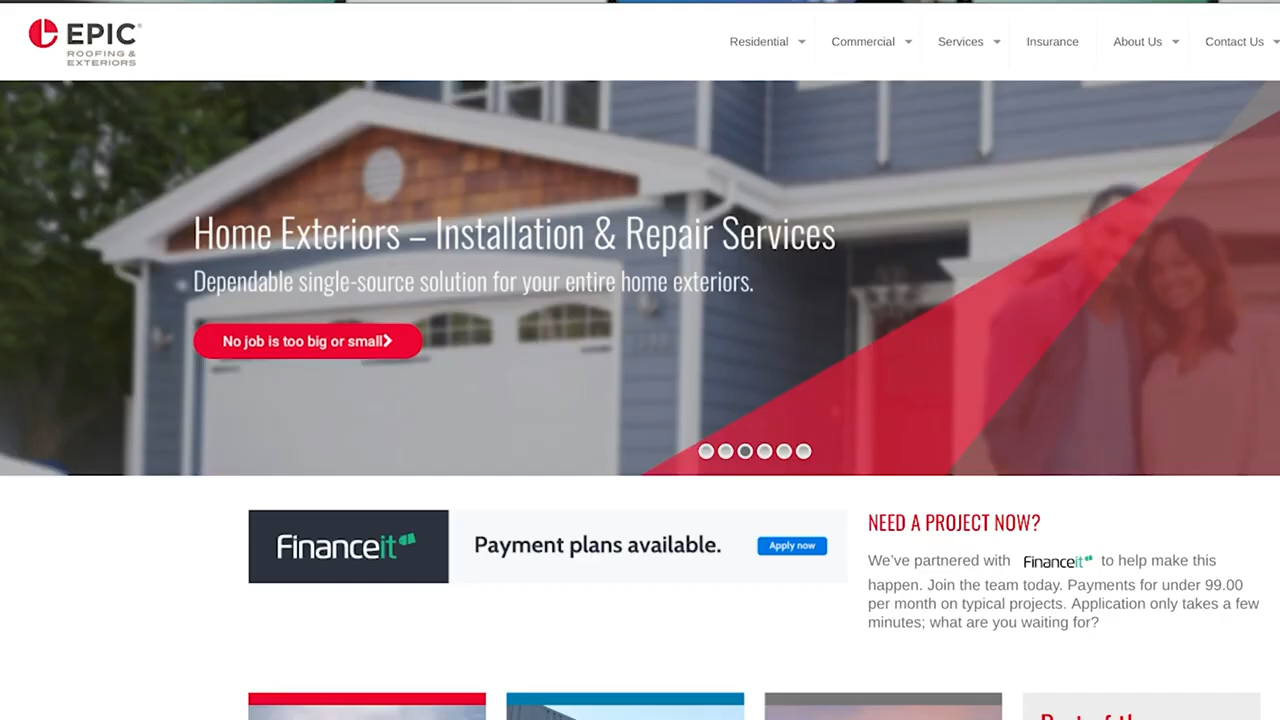 EPIC®
ROOFING &
EXTERIORS
Residential
Commercial
Services
Insurance
About Us
Contact Us
Home Exteriors – Installation & Repair Services
Dependable single-source solution for your entire home exteriors.
No job is too big or small
Financeit
Payment plans available.
Apply now
NEED A PROJECT NOW?
We've partnered with Financeit to help make this
happen. Join the team today. Payments for under 99.00
per month on typical projects. Application only takes a few
minutes; what are you waiting for?